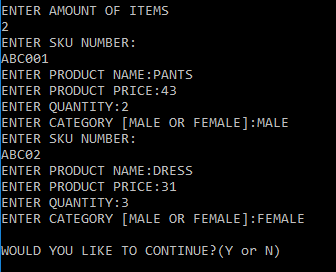 ENTER AMOUNT OF ITEMS
2
ENTER SKU NUMBER:
ABC001
ENTER PRODUCT NAME:PANTS
ENTER PRODUCT PRICE:43
ENTER QUANTITY:2
ENTER CATEGORY [MALE OR FEMALE]:MALE
ENTER SKU NUMBER:
ABC02
ENTER PRODUCT NAME:DRESS
ENTER PRODUCT PRICE:31
ENTER QUANTITY:3
ENTER CATEGORY [MALE OR FEMALE]:FEMALE
WOULD YOU LIKE TO CONTINUE?(Y or N)